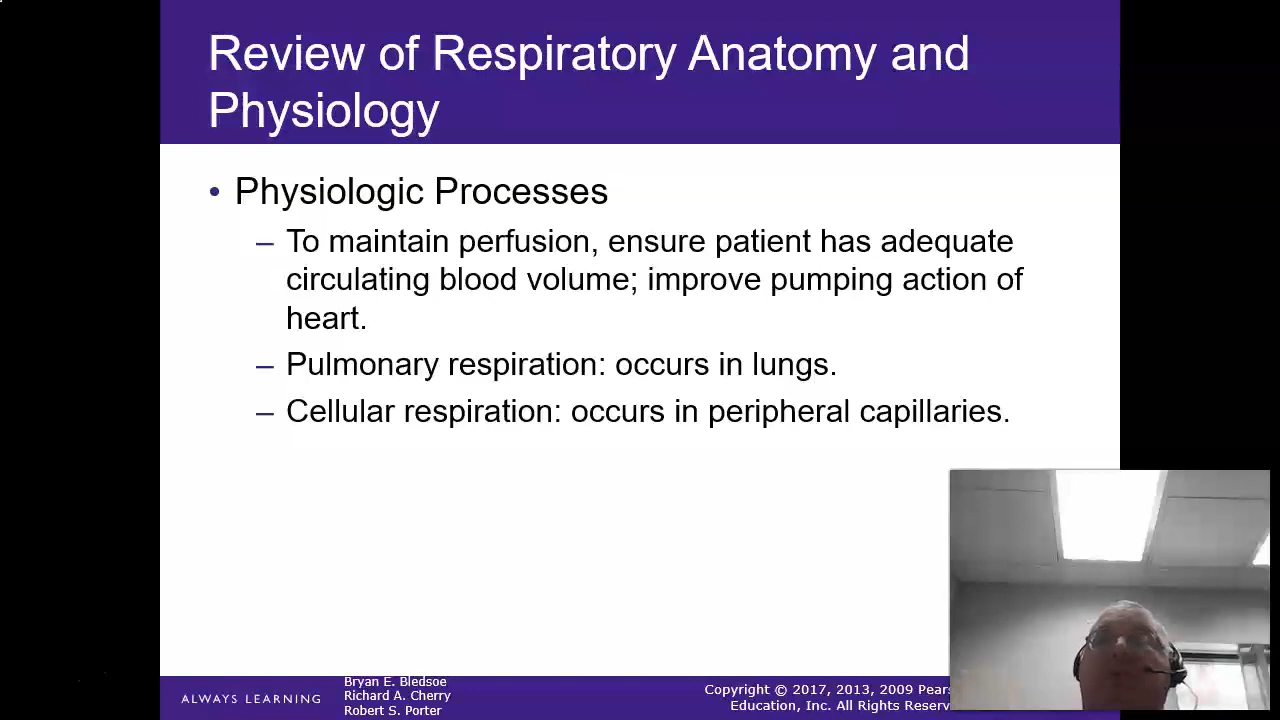 Review of Respiratory Anatomy and
Physiology
• Physiologic Processes
– To maintain perfusion, ensure patient has adequate
circulating blood volume; improve pumping action of
heart.
– Pulmonary respiration: occurs in lungs.
– Cellular respiration: occurs in peripheral capillaries.
ALWAYS LEARNING
Bryan E. Bledsoe
Richard A. Cherry
Robert S. Porter
Copyright © 2017, 2013, 2009
Education, Inc. All Rights